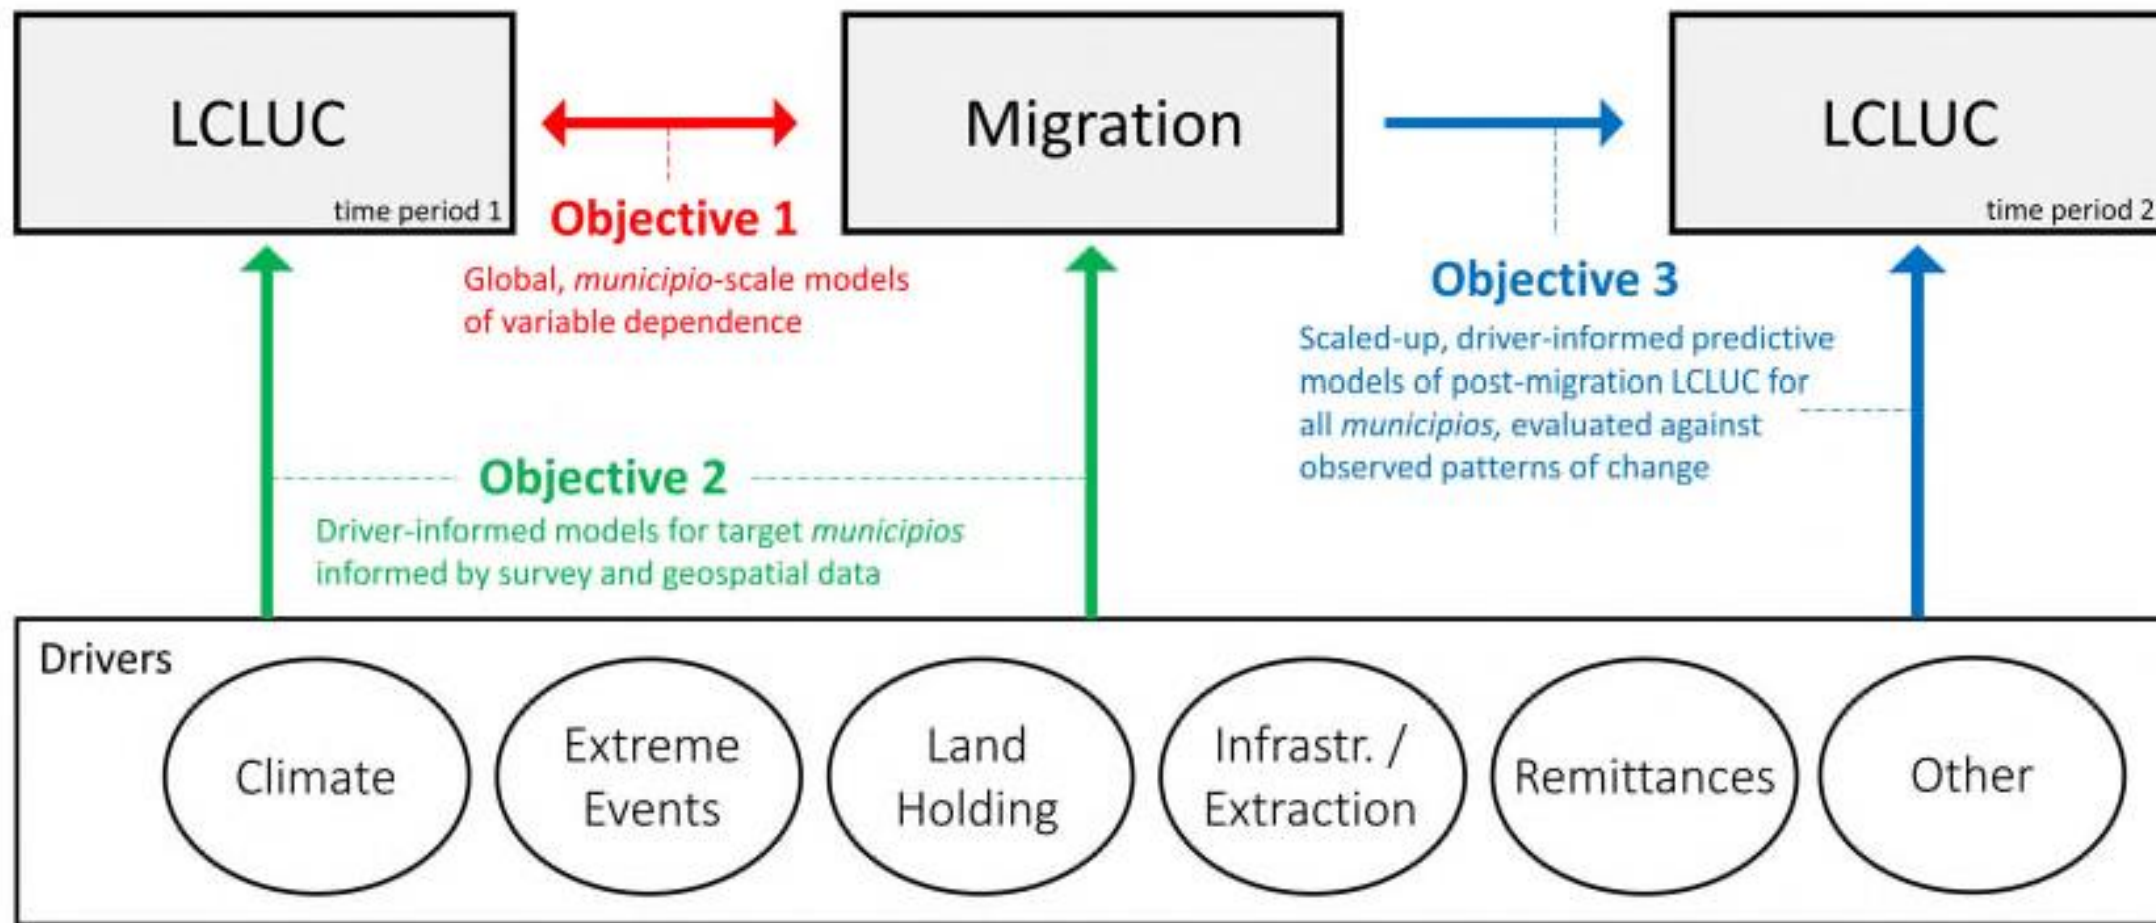 LCLUC
time period 1
Migration
LCLUC
time period 2
Objective 1
Global, municipio-scale models
of variable dependence
Objective 3
Scaled-up, driver-informed predictive
models of post-migration LCLUC for
all municipios, evaluated against
observed patterns of change
Objective 2
Driver-informed models for target municipios
informed by survey and geospatial data
Drivers
Climate
Extreme
Events
Land
Holding
Infrastr. /
Extraction
Remittances
Other